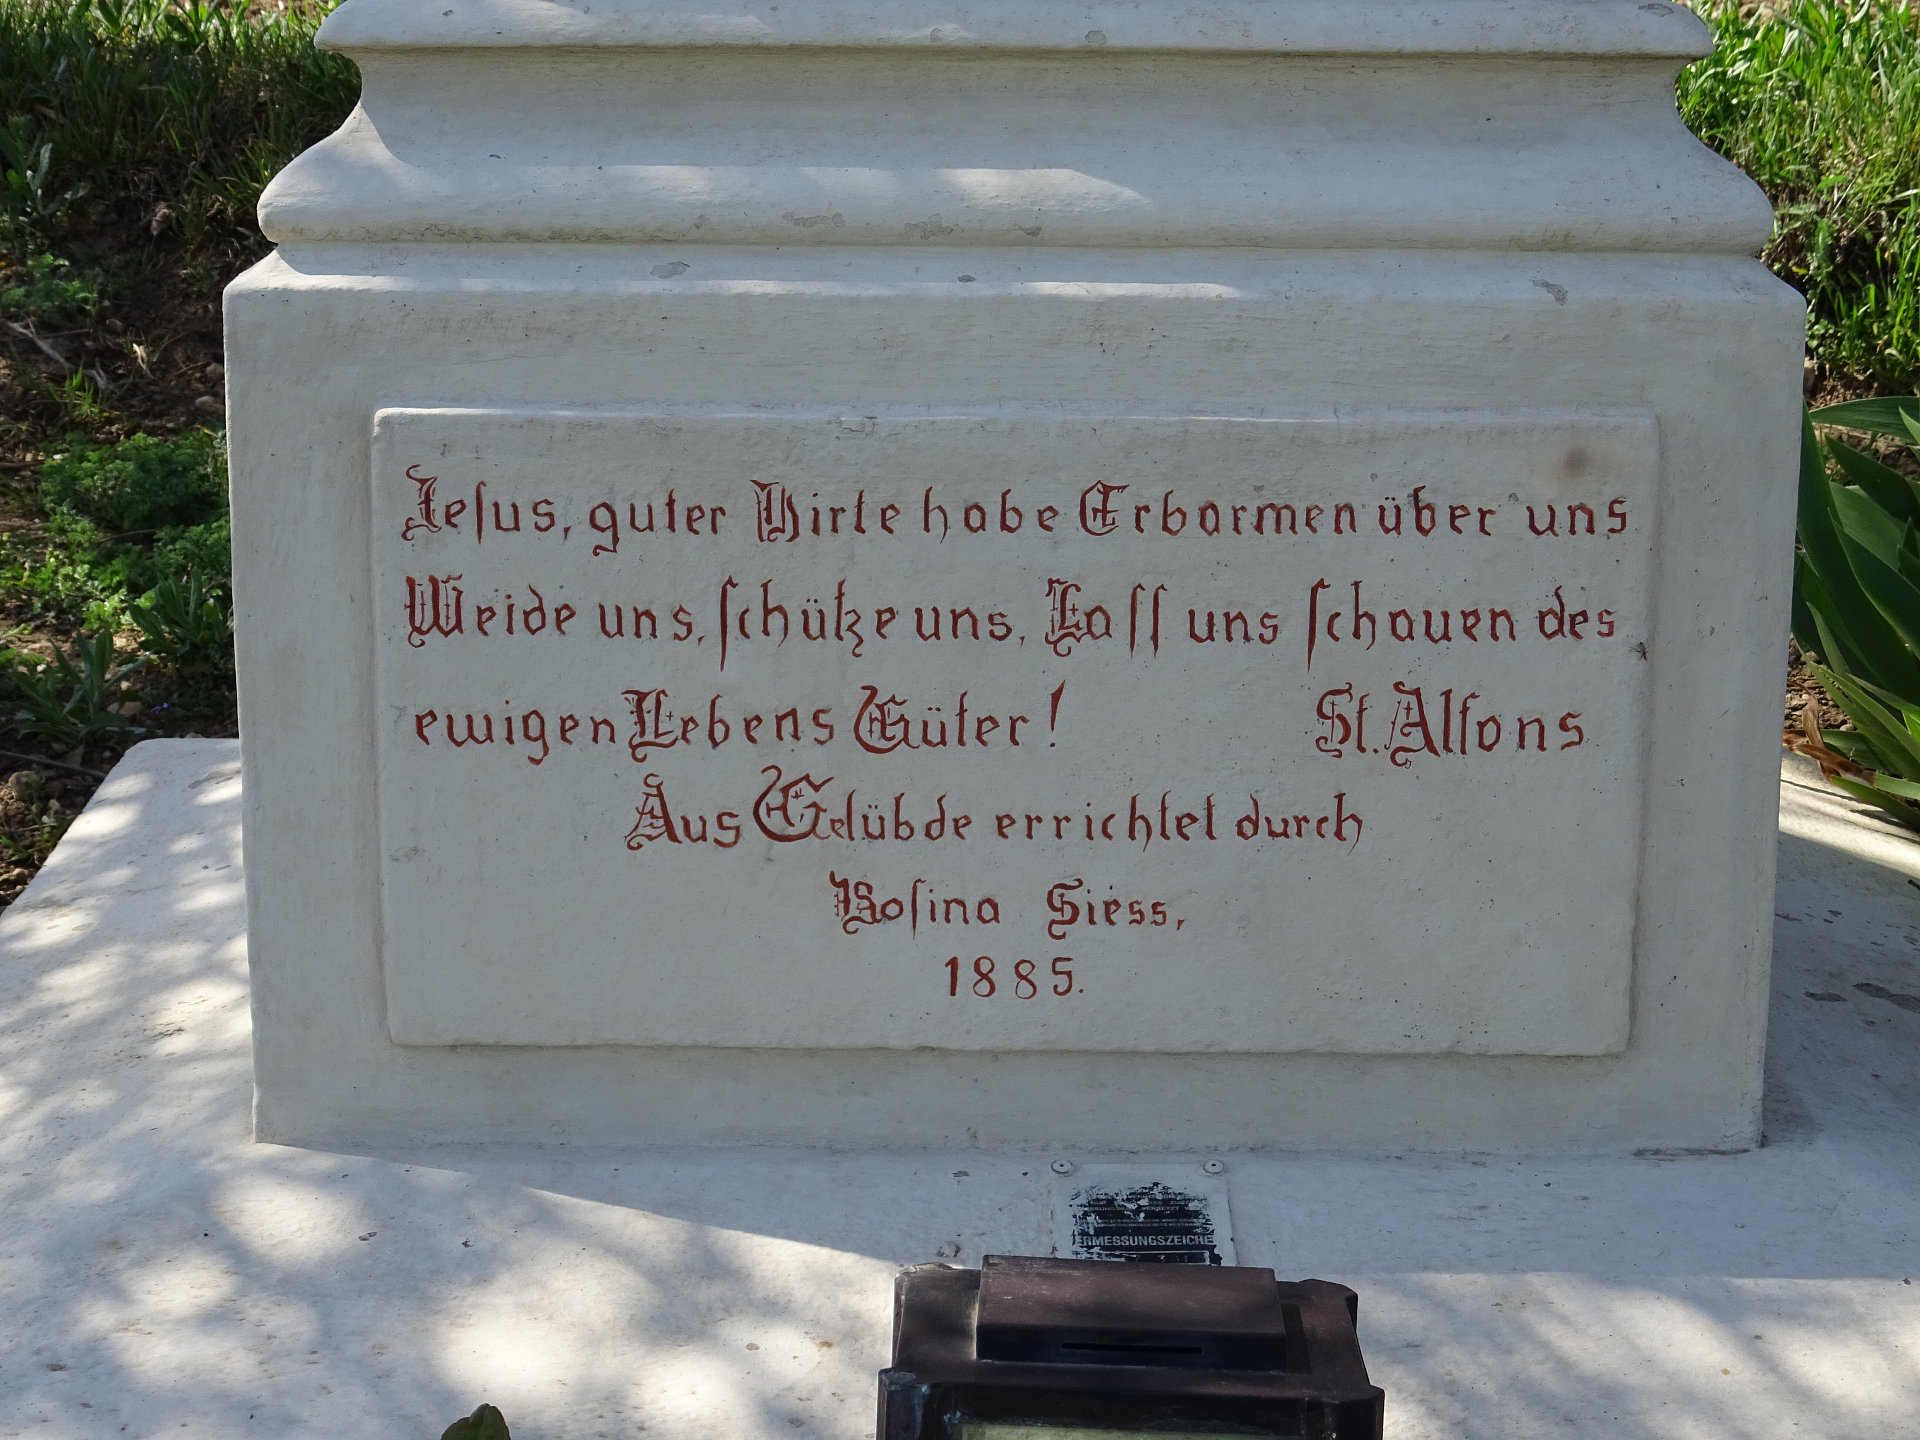 Jeſus, guter Hirte habe Erbarmen über uns
Weide uns, ſchütze uns, Laſſ uns ſchauen des
ewigen Lebens Güter! St. Alfons
Aus Gelübde errichtet durch
Roſina Siess,
1885.
ERMESSUNGSZEICHE